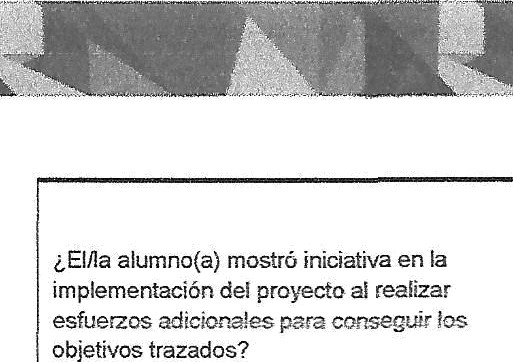 ¿El/la alumno(a) mostró iniciativa en la
implementación del proyecto al realizar
esfuerzos adicionales para conseguir los
objetivos trazados?